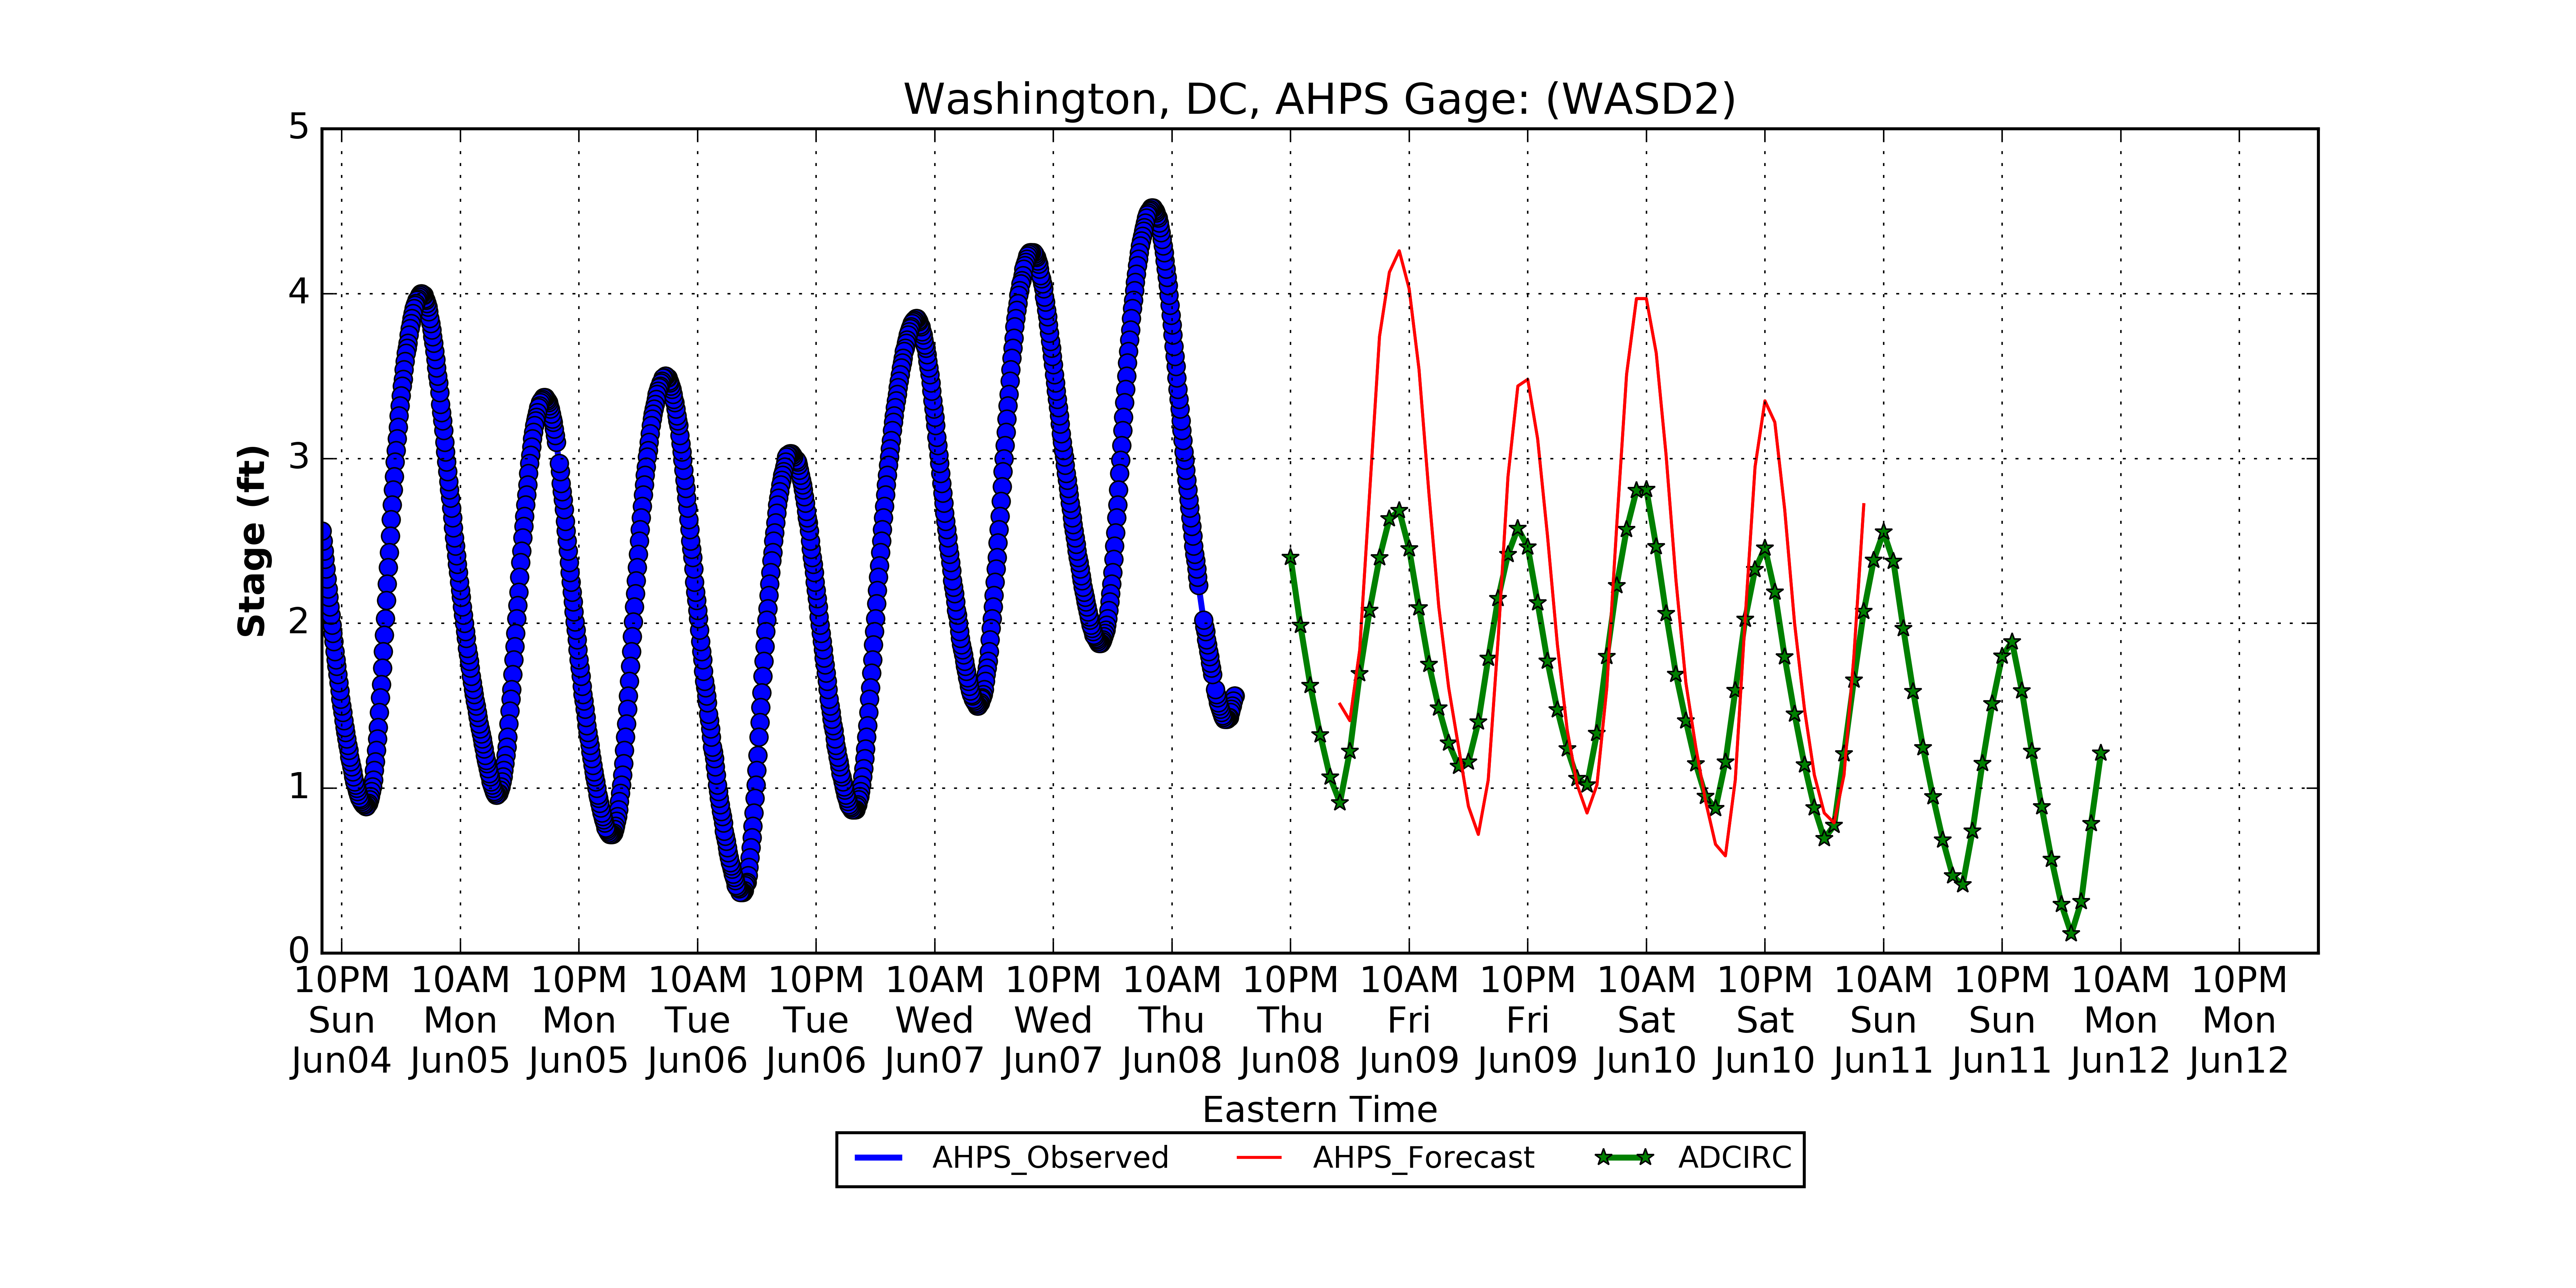 Washington, DC, AHPS Gage: (WASD2)
Stage (ft)
5
4
3
2
1
0
10PM 10AM 10PM 10AM 10PM 10AM 10PM 10AM 10PM 10AM 10PM 10AM 10PM 10AM 10PM 10AM 10PM
Sun Mon Mon Tue Tue Wed Wed Thu Thu Fri Fri Sat Sat Sun Sun Mon Mon
Jun04 Jun05 Jun05 Jun06 Jun06 Jun07 Jun07 Jun08 Jun08 Jun09 Jun09 Jun10 Jun10 Jun11 Jun11 Jun12 Jun12
Eastern Time
AHPS_Observed AHPS_Forecast ADCIRC